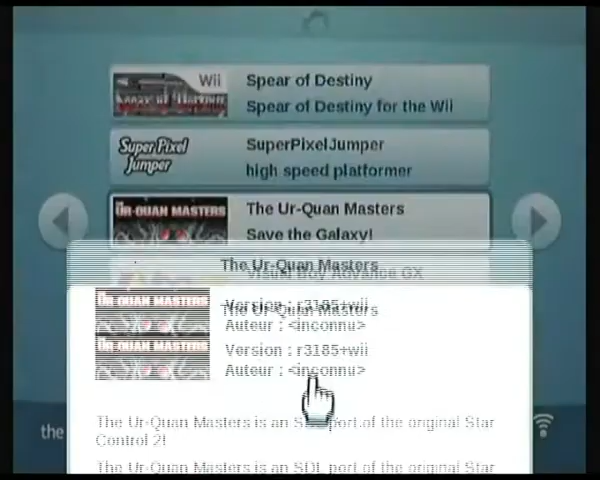 Wii
Spear of Destiny
Spear of Destiny
Spear of Destiny for the Wii
Super Pixel
Jumper
SuperPixelJumper
high speed platformer
UR-QUAN MASTERS
The Ur-Quan Masters
Save the Galaxy!
The Ur-Quan Masters
Visual Boy Advance GX
UR-QUAN MASTERS
Version : r3185+wii
The Ur-Quan Masters
Auteur : <inconnu>
UR-QUAN MASTERS
Version : r3185+wii
Auteur : <inconnu>
the
The Ur-Quan Masters is an SDL port of the original Star
Control 2!
The Ur-Quan Masters is an SDL port of the original Star